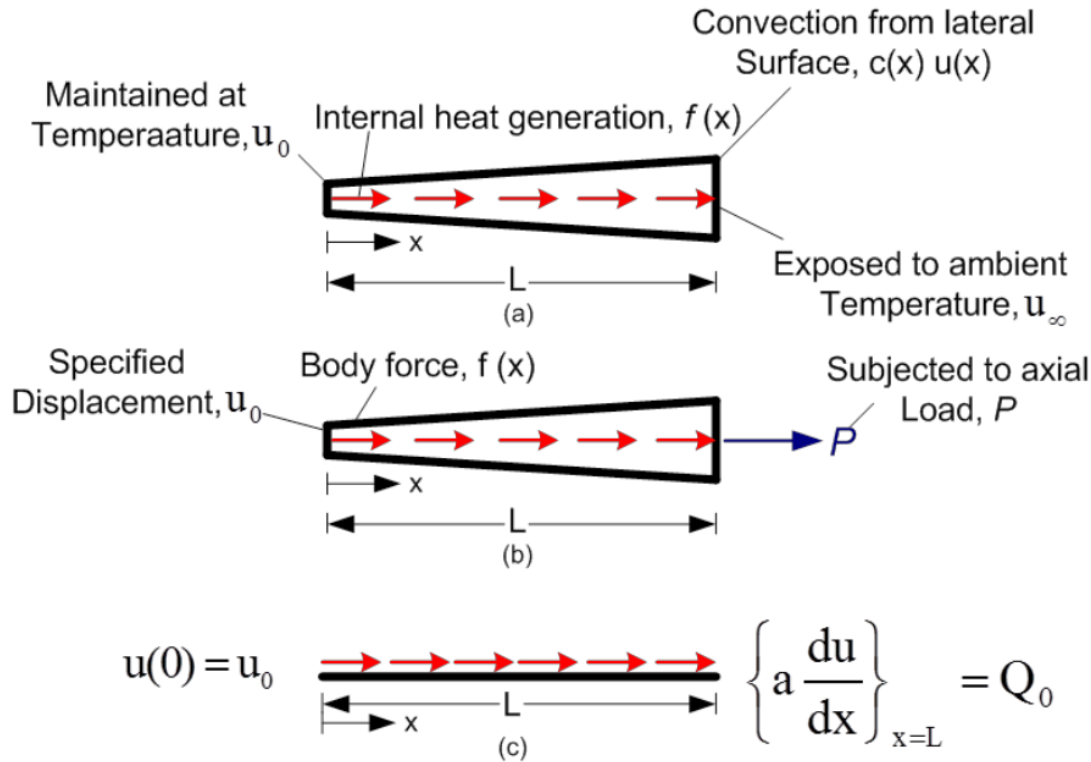 Convection from lateral
Surface, c(x) u(x)
Maintained at
Temperaature, u₀
Internal heat generation, f (x)
x
L
(a)
Exposed to ambient
Temperature, u∞
Specified
Displacement, u₀
Body force, f (x)
Subjected to axial
Load, P
P
x
L
(b)
u(0) = u₀
{a du/dx}ₓ₌L = Q₀
L
x
(c)